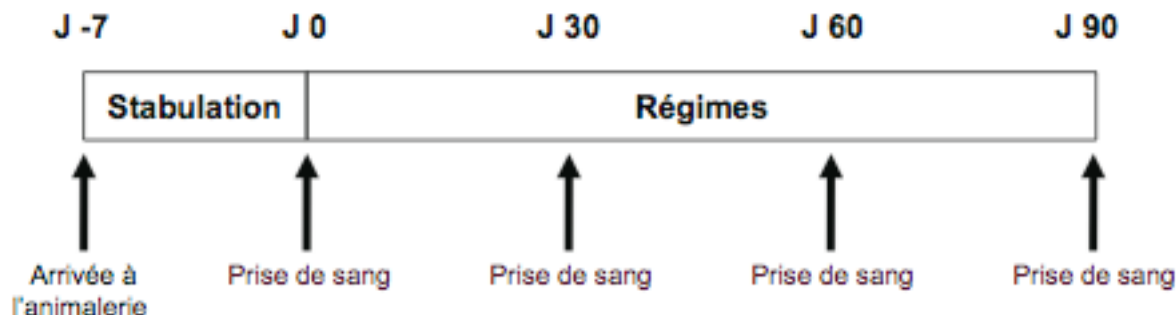 J -7 J 0 J 30 J 60 J 90
Stabulation Régimes
Arrivée à Prise de sang Prise de sang Prise de sang Prise de sang
l'animalerie